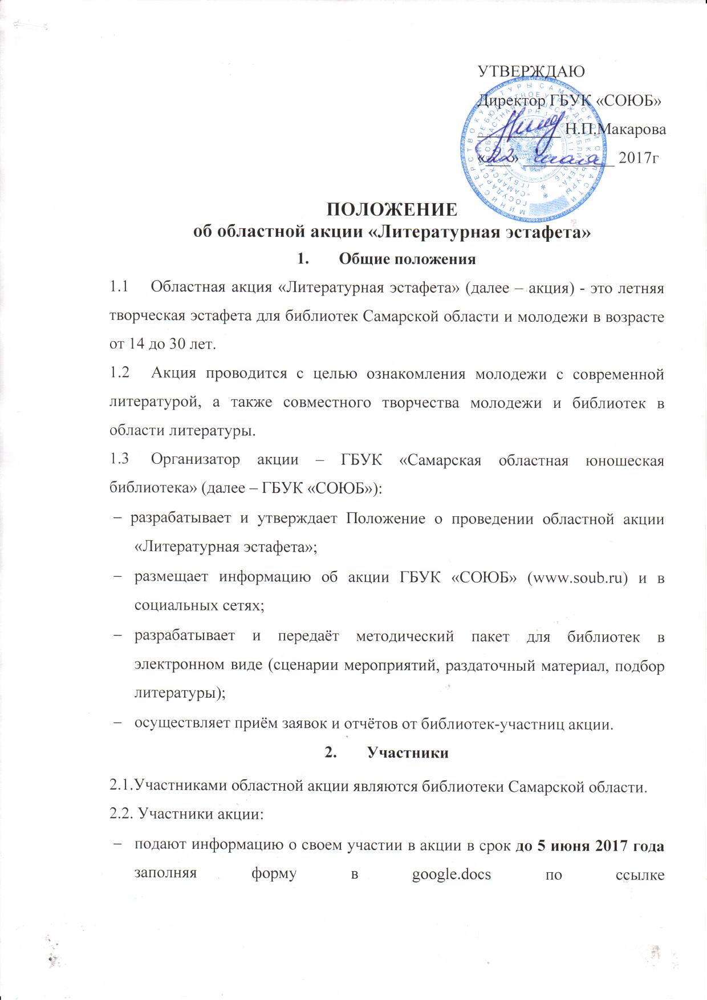 УТВЕРЖДАЮ
Директор ГБУК «СОЮБ»
Н.П.Макарова
«22» мая 2017г
ПОЛОЖЕНИЕ
об областной акции «Литературная эстафета»
1. Общие положения
1.1 Областная акция «Литературная эстафета» (далее – акция) - это летняя
творческая эстафета для библиотек Самарской области и молодежи в возрасте
от 14 до 30 лет.
1.2 Акция проводится с целью ознакомления молодежи с современной
литературой, а также совместного творчества молодежи и библиотек в
области литературы.
1.3 Организатор акции – ГБУК «Самарская областная юношеская
библиотека» (далее – ГБУК «СОЮБ»):
– разрабатывает и утверждает Положение о проведении областной акции
«Литературная эстафета»;
– размещает информацию об акции ГБУК «СОЮБ» (www.soub.ru) и в
социальных сетях;
– разрабатывает и передаёт методический пакет для библиотек в
электронном виде (сценарии мероприятий, раздаточный материал, подбор
литературы);
– осуществляет приём заявок и отчётов от библиотек-участниц акции.
2. Участники
2.1.Участниками областной акции являются библиотеки Самарской области.
2.2. Участники акции:
– подают информацию о своем участии в акции в срок до 5 июня 2017 года
заполняя форму в google.docs по ссылке